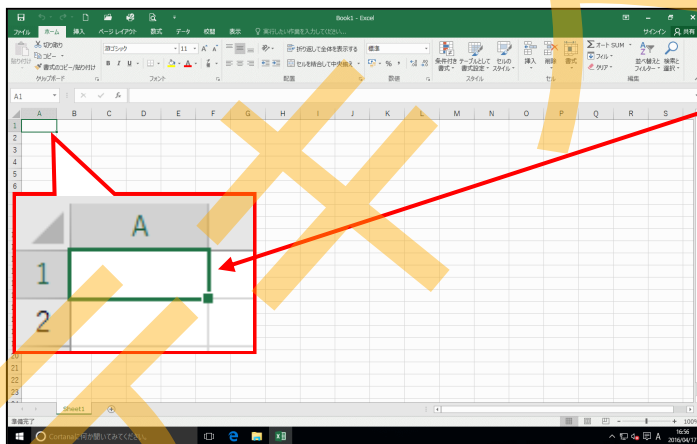 Book1 - Excel
ファイル ホーム 挿入 ページ レイアウト 数式 データ 校閲 表示 実行したい作業を入力してください サインイン 共有
切り取り
コピー
書式のコピー/貼り付け
貼り付け
游ゴシック 11 A A
B I U A
折り返して全体を表示する
セルを結合して中央揃え
標準
% ,
条件付き 書式
テーブルとして 書式設定
セルの スタイル
挿入 削除 書式
Σ オート SUM
フィル
クリア
並べ替えと フィルター
検索と 選択
クリップボード フォント 配置 数値 スタイル セル 編集
A1 fx
A B C D E F G H I J K L M N O P Q R S
1
2
3
4
5
6
A
1
2
20
21
22
23
Sheet1
準備完了 100%
Cortanaに何か聞いてみてください。
A
16:56
2016/04/17